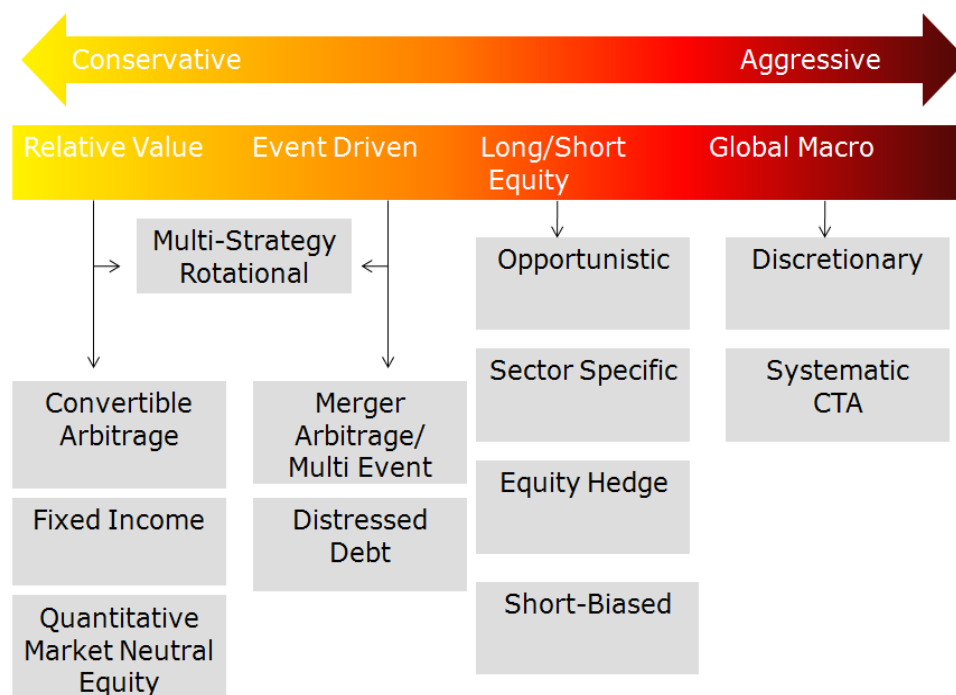 Conservative
Aggressive
Relative Value
Event Driven
Long/Short
Equity
Global Macro
Multi-Strategy
Rotational
Convertible
Arbitrage
Fixed Income
Quantitative
Market Neutral
Equity
Merger
Arbitrage/
Multi Event
Distressed
Debt
Opportunistic
Sector Specific
Equity Hedge
Short-Biased
Discretionary
Systematic
CTA